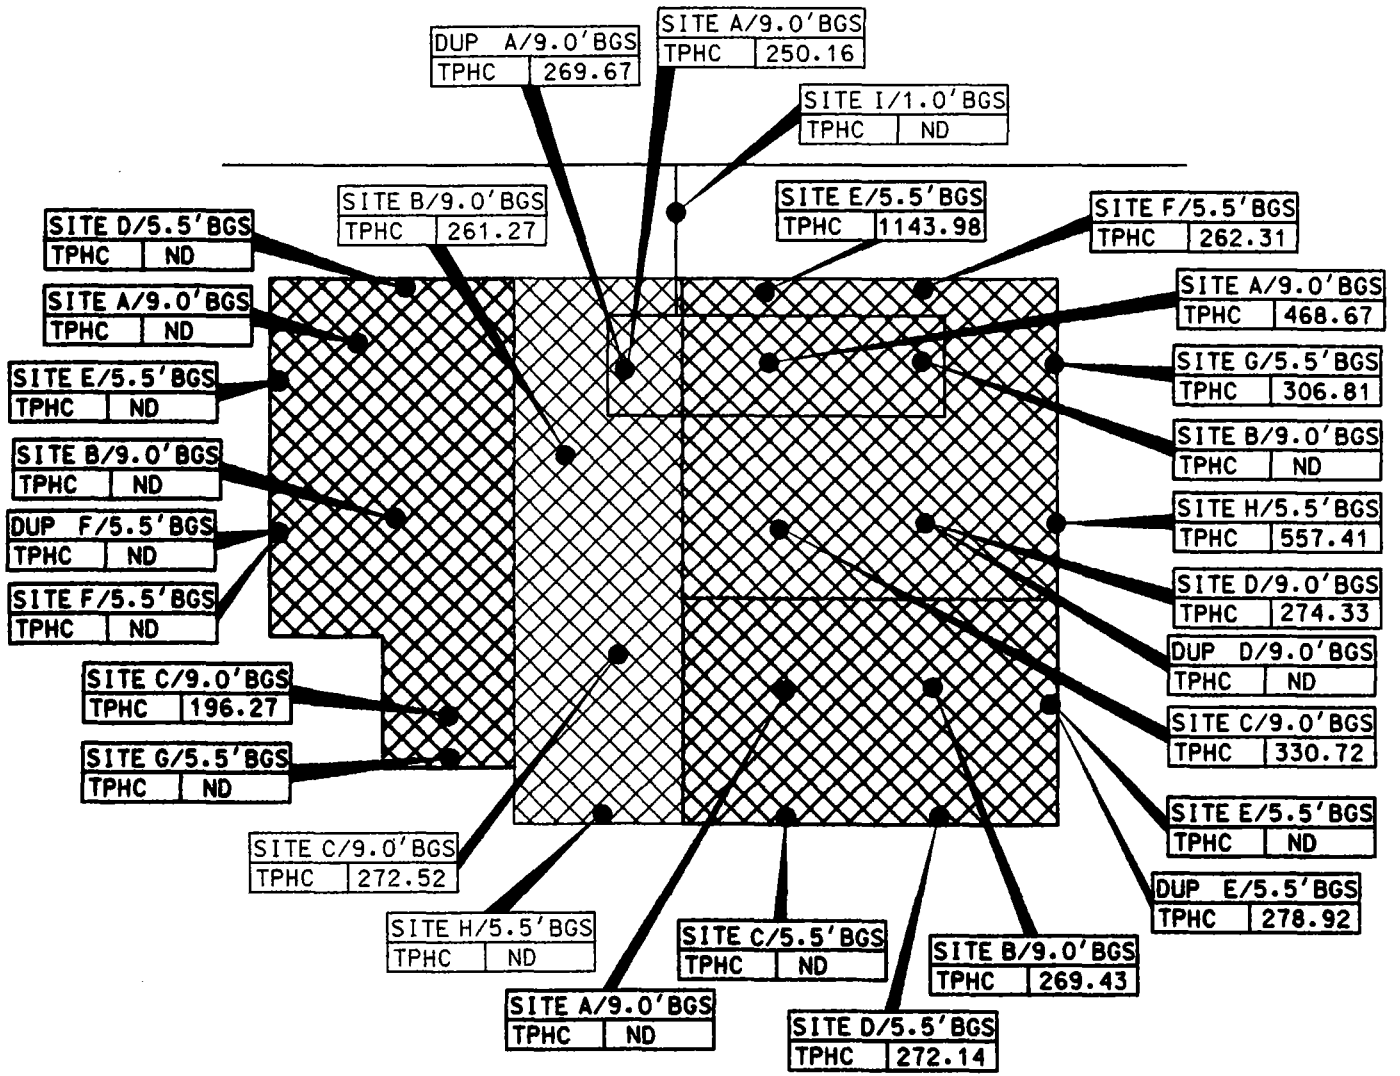 SITE A/9.0'BGS
TPHC 250.16
DUP A/9.0'BGS
TPHC 269.67
SITE I/1.0'BGS
TPHC ND
SITE B/9.0'BGS
TPHC 261.27
SITE E/5.5'BGS
TPHC 1143.98
SITE F/5.5'BGS
TPHC 262.31
SITE D/5.5'BGS
TPHC ND
SITE A/9.0'BGS
TPHC ND
SITE E/5.5'BGS
TPHC ND
SITE B/9.0'BGS
TPHC ND
DUP F/5.5'BGS
TPHC ND
SITE F/5.5'BGS
TPHC ND
SITE C/9.0'BGS
TPHC 196.27
SITE G/5.5'BGS
TPHC ND
SITE A/9.0'BGS
TPHC 468.67
SITE G/5.5'BGS
TPHC 306.81
SITE B/9.0'BGS
TPHC ND
SITE H/5.5'BGS
TPHC 557.41
SITE D/9.0'BGS
TPHC 274.33
DUP D/9.0'BGS
TPHC ND
SITE C/9.0'BGS
TPHC 330.72
SITE E/5.5'BGS
TPHC ND
DUP E/5.5'BGS
TPHC 278.92
SITE C/9.0'BGS
TPHC 272.52
SITE H/5.5'BGS
TPHC ND
SITE C/5.5'BGS
TPHC ND
SITE B/9.0'BGS
TPHC 269.43
SITE A/9.0'BGS
TPHC ND
SITE D/5.5'BGS
TPHC 272.14